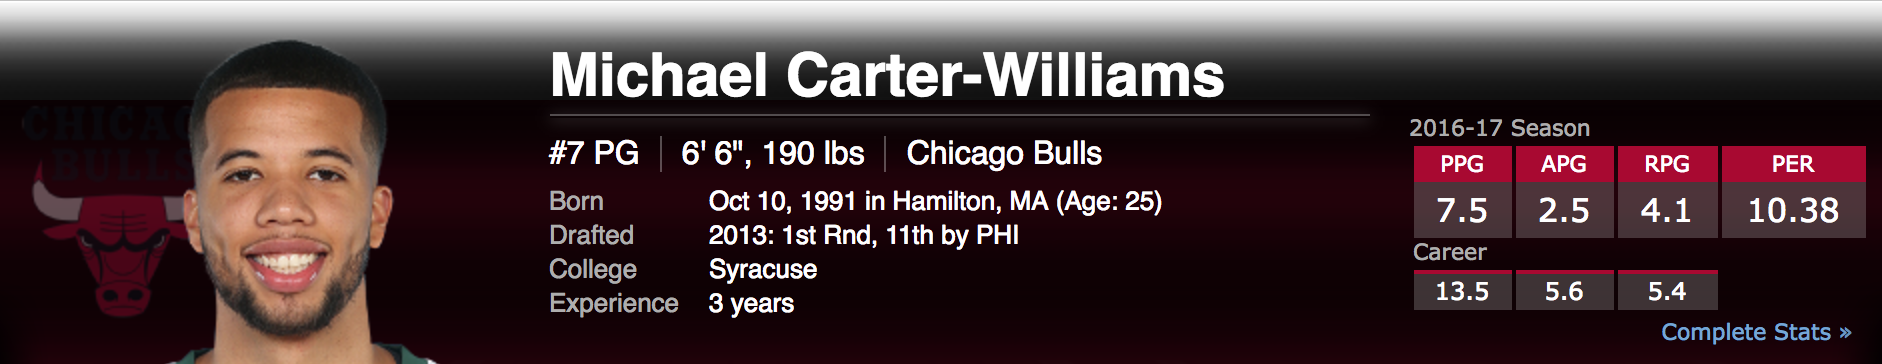 Michael Carter-Williams
#7 PG
6' 6", 190 lbs
Chicago Bulls
Born Oct 10, 1991 in Hamilton, MA (Age: 25)
Drafted 2013: 1st Rnd, 11th by PHI
College Syracuse
Experience 3 years
CHICAGO
BULLS
2016-17 Season
PPG APG RPG PER
7.5 2.5 4.1 10.38
Career
13.5 5.6 5.4
Complete Stats »